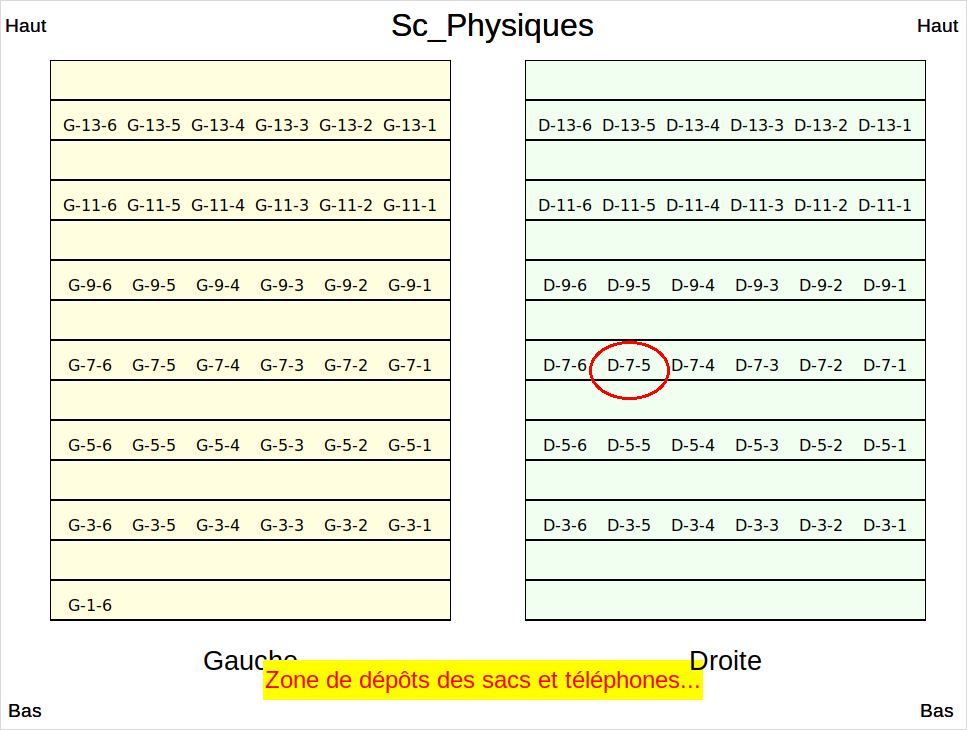 Haut Sc_Physiques Haut
G-13-6 G-13-5 G-13-4 G-13-3 G-13-2 G-13-1 D-13-6 D-13-5 D-13-4 D-13-3 D-13-2 D-13-1
G-11-6 G-11-5 G-11-4 G-11-3 G-11-2 G-11-1 D-11-6 D-11-5 D-11-4 D-11-3 D-11-2 D-11-1
G-9-6 G-9-5 G-9-4 G-9-3 G-9-2 G-9-1 D-9-6 D-9-5 D-9-4 D-9-3 D-9-2 D-9-1
G-7-6 G-7-5 G-7-4 G-7-3 G-7-2 G-7-1 D-7-6 D-7-5 D-7-4 D-7-3 D-7-2 D-7-1
G-5-6 G-5-5 G-5-4 G-5-3 G-5-2 G-5-1 D-5-6 D-5-5 D-5-4 D-5-3 D-5-2 D-5-1
G-3-6 G-3-5 G-3-4 G-3-3 G-3-2 G-3-1 D-3-6 D-3-5 D-3-4 D-3-3 D-3-2 D-3-1
G-1-6
Gauche Droite
Zone de dépôts des sacs et téléphones...
Bas Bas